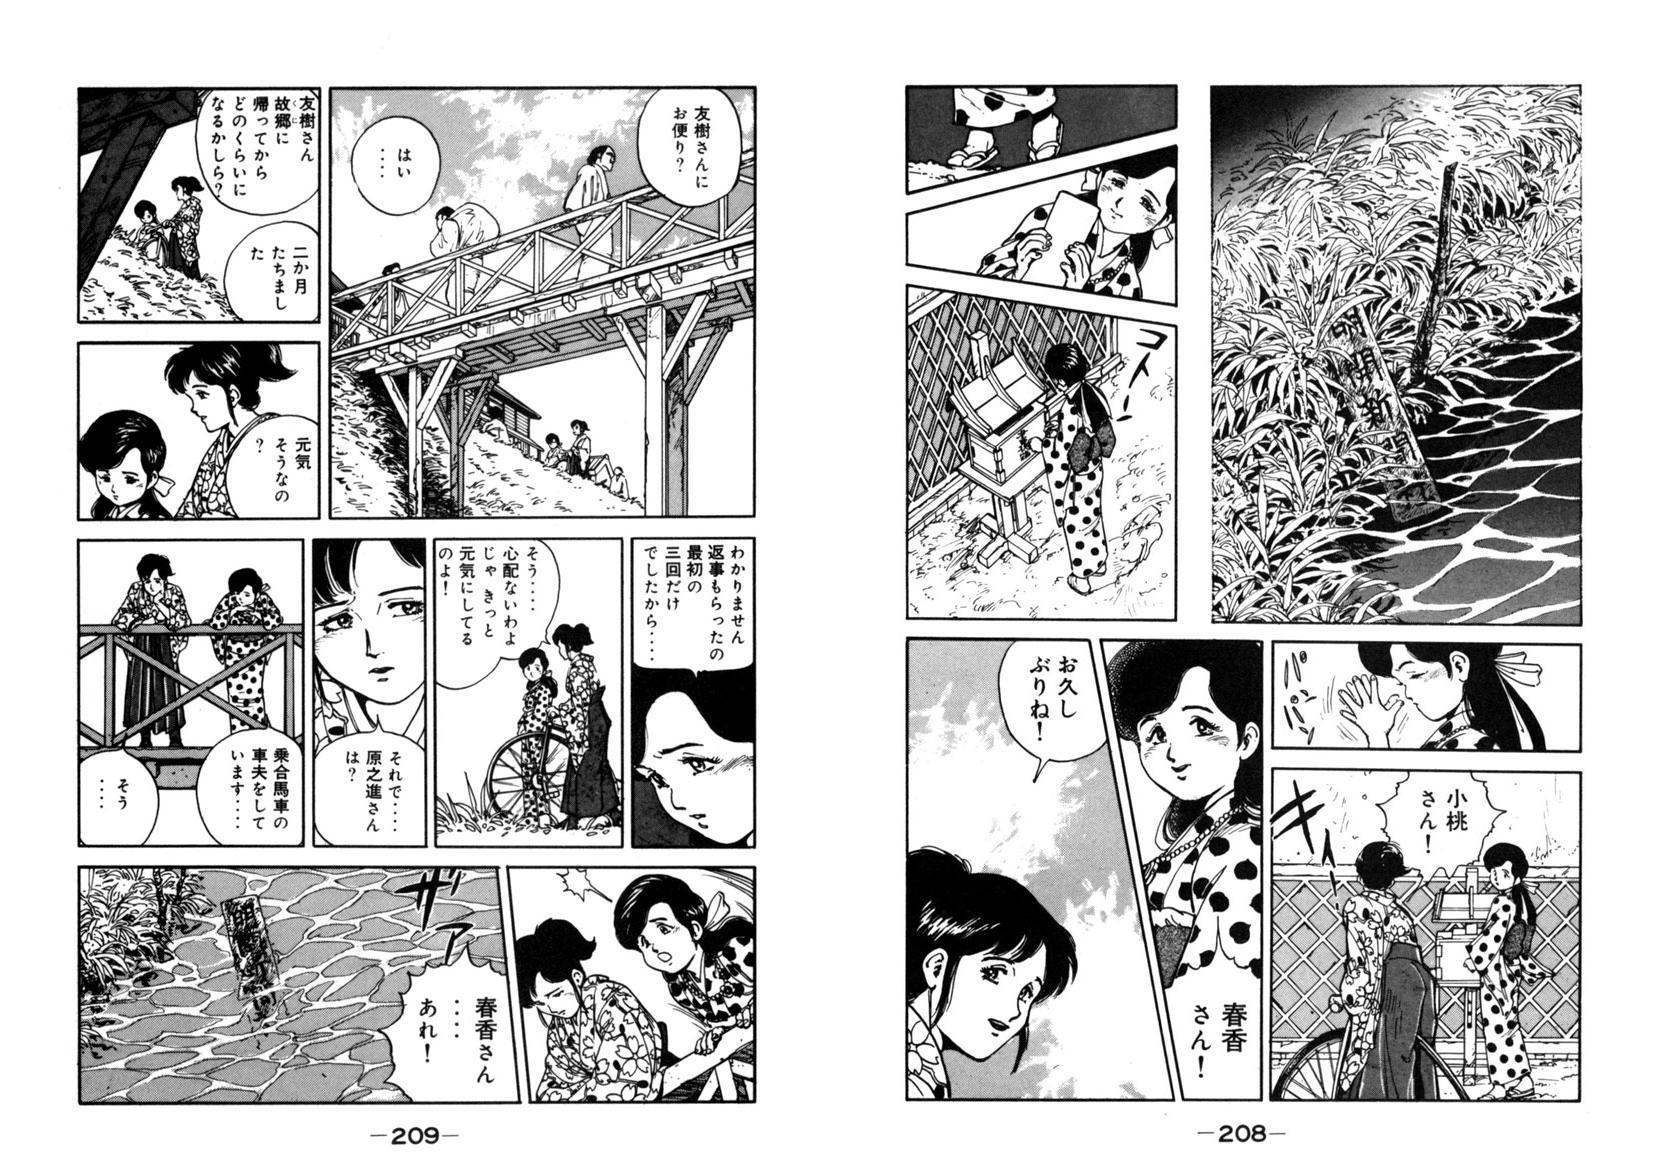 コトー
キッ
小桃
さん！
春香
さん！
お久し
ぶりね！
－208－
友樹さんに
お便り？
はい
‥‥
友樹さん
故郷に
くに
帰ってから
どのくらいに
なるかしら？
二か月
たちまし
た
元気
そうなの
？
わかりません
返事もらったの
最初の
三回だけ
でしたから‥‥
そう‥‥
心配ないわよ
じゃ きっと
元気にしてる
のよ！
それで‥‥
原之進さん
は？
乗合馬車の
車夫をして
います‥‥
そう
‥‥
春香さん
‥‥
あれ！
ザァ
－209－